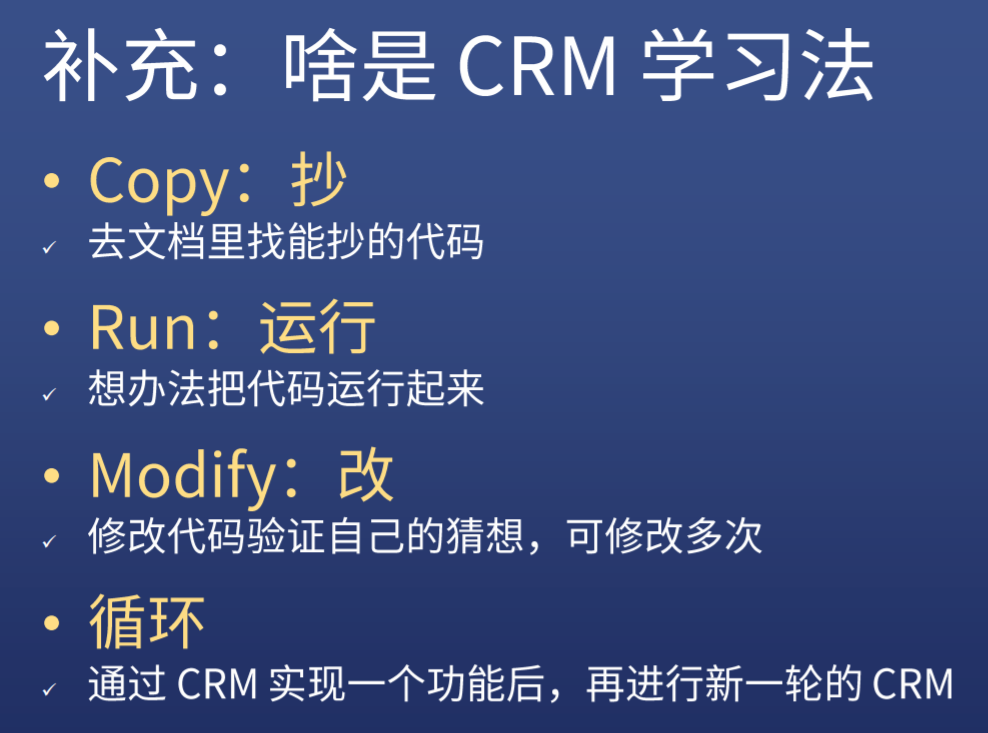 补充：啥是 CRM 学习法
• Copy：抄
✓ 去文档里找能抄的代码
• Run：运行
✓ 想办法把代码运行起来
• Modify：改
✓ 修改代码验证自己的猜想，可修改多次
• 循环
✓ 通过 CRM 实现一个功能后，再进行新一轮的 CRM